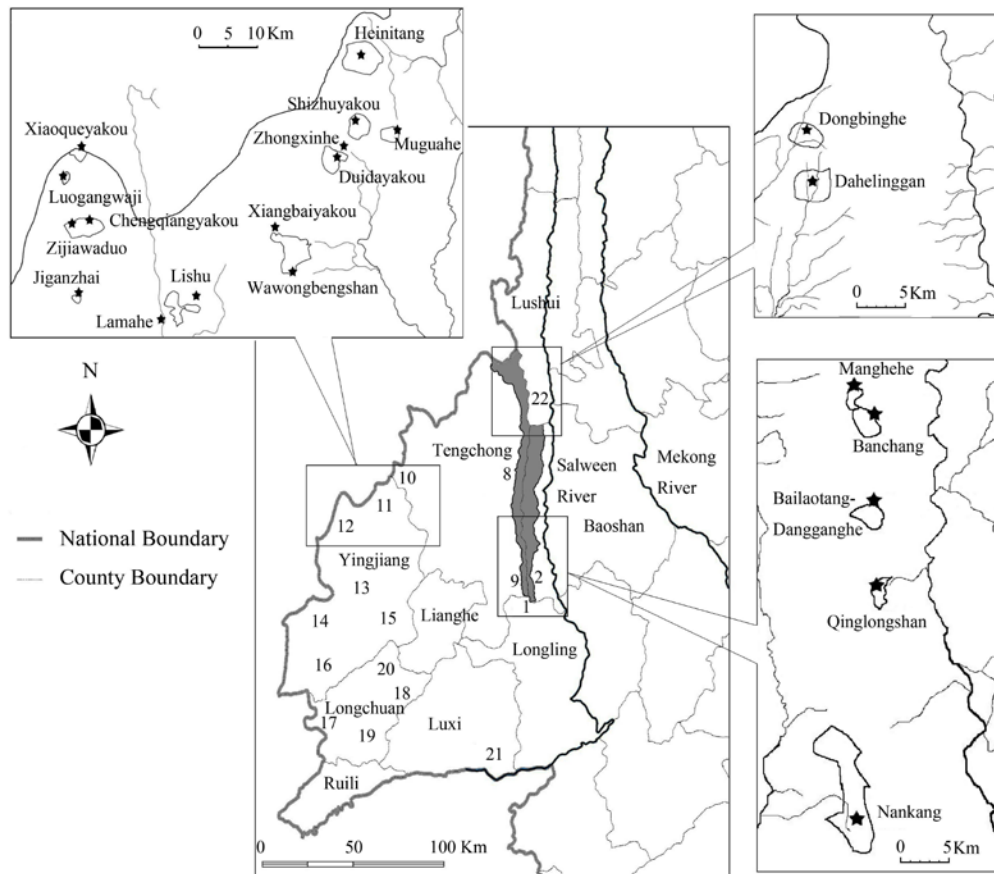 0 5 10 Km
Heinitang
Shizhuyakou
Xiaoqueyakou
Zhongxinhe
Muguahe
Duidayakou
Luogangwaji
Xiangbaiyakou
Chengqiangyakou
Zijiawaduo
Jiganzhai
Lishu
Wawongbengshan
Lamahe
Dongbinghe
Dahelinggan
0 5Km
N
National Boundary
County Boundary
Lushui
22
Tengchong
8
Salween
River
Mekong
River
Baoshan
10
11
12
Yingjiang
13
9
2
1
14
15
Lianghe
Longling
16
20
18
Longchuan
17
19
Luxi
21
Ruili
0 50 100 Km
Manghehe
Banchang
Bailaotang-
Dangganghe
Qinglongshan
Nankang
0 5Km